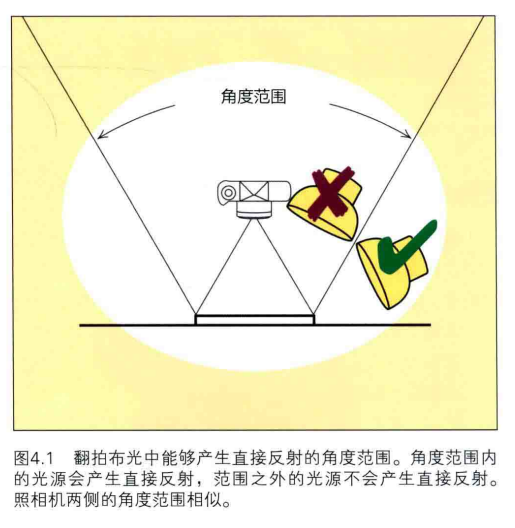 角度范围
图4.1 翻拍布光中能够产生直接反射的角度范围。角度范围内
的光源会产生直接反射，范围之外的光源不会产生直接反射。
照相机两侧的角度范围相似。